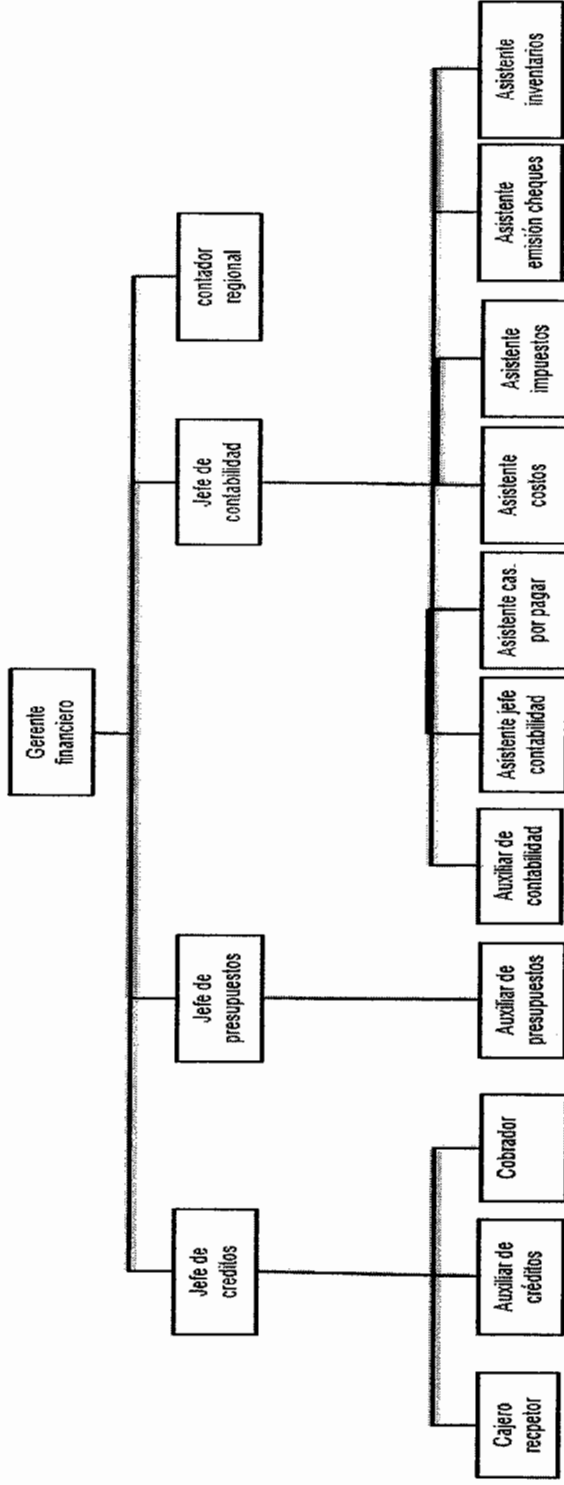 Gerente
financiero
Jefe de
creditos
Jefe de
presupuestos
Jefe de
contabilidad
contador
regional
Cajero
recpetor
Auxiliar de
créditos
Cobrador
Auxiliar de
presupuestos
Auxiliar de
contabilidad
Asistente jefe
contabilidad
Asistente cas.
por pagar
Asistente
costos
Asistente
impuestos
Asistente
emisión cheques
Asistente
inventarios